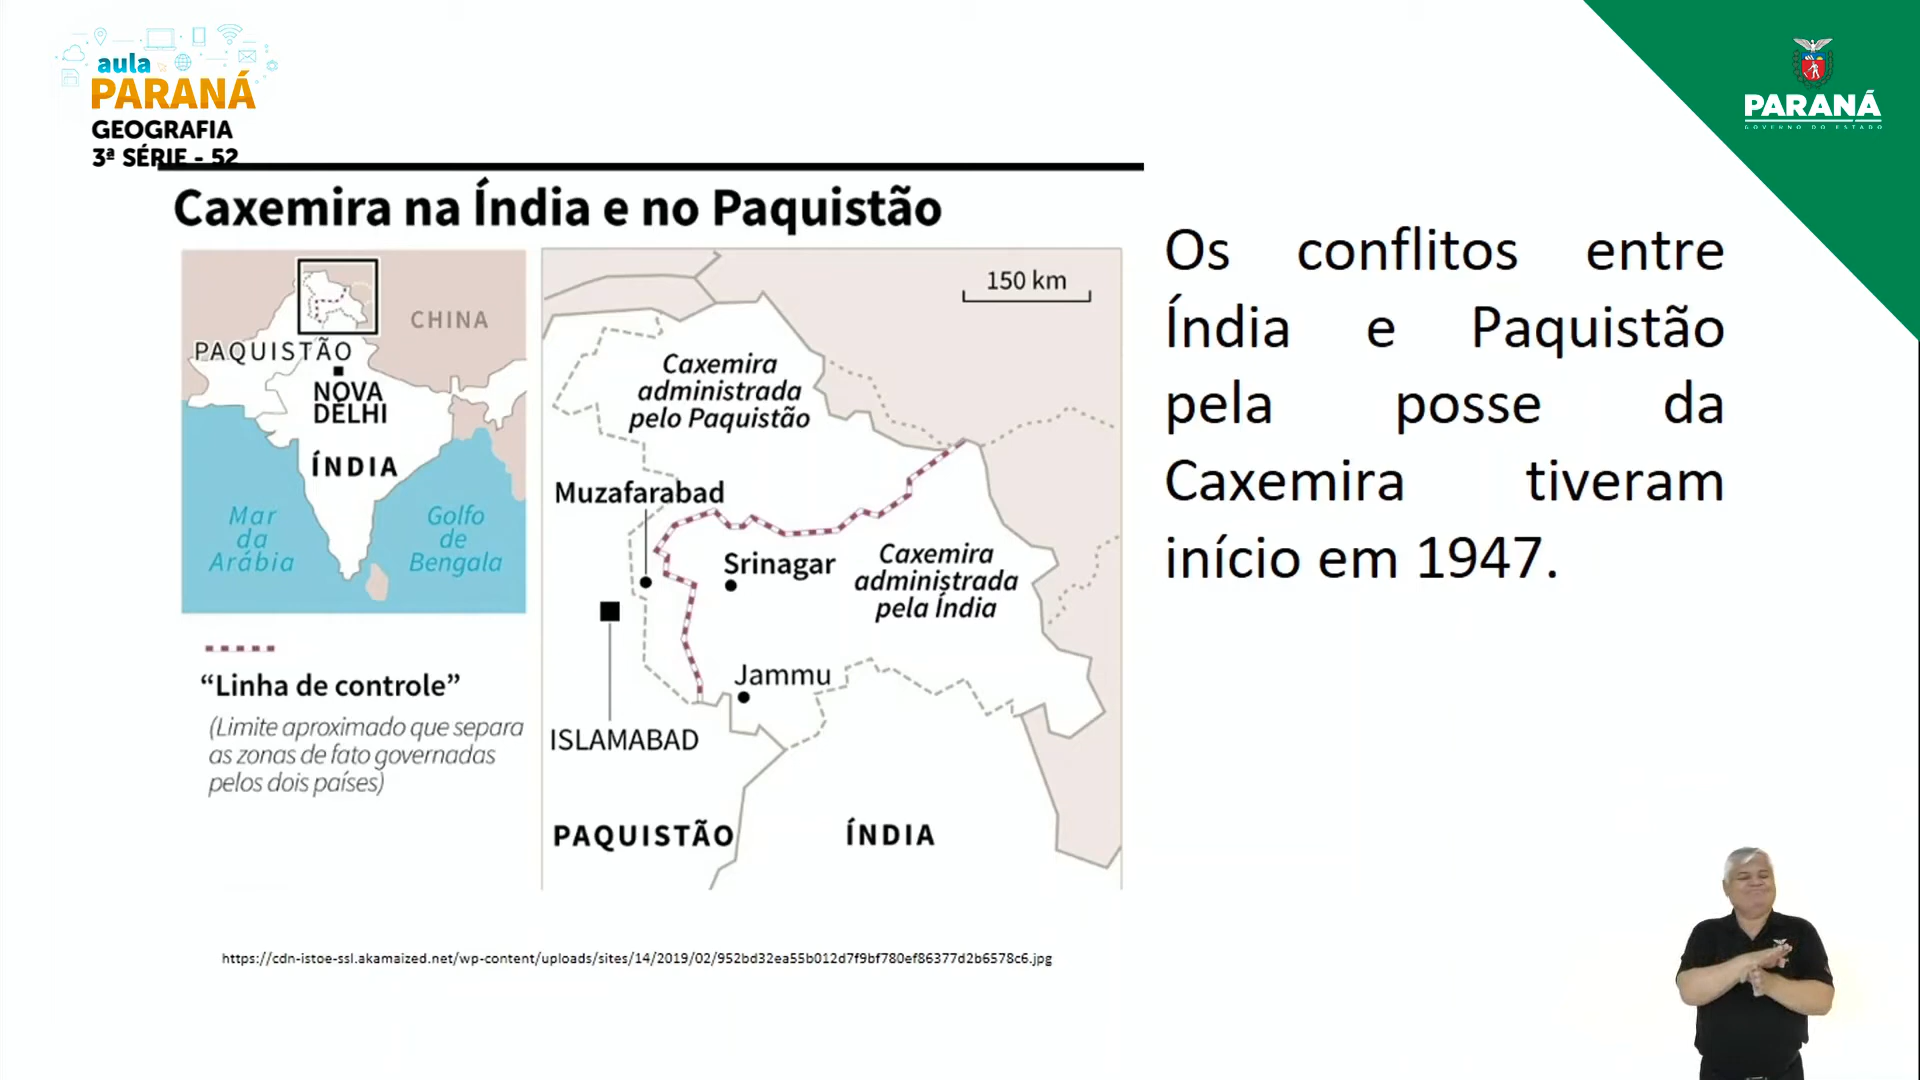 aula
PARANÁ
GEOGRAFIA
3ª SÉRIE - 52
PARANÁ
GOVERNO DO ESTADO
Caxemira na Índia e no Paquistão
CHINA
PAQUISTÃO
NOVA
DÉLHI
ÍNDIA
Mar
da
Arábia
Golfo
de
Bengala
“Linha de controle”
(Limite aproximado que separa
as zonas de fato governadas
pelos dois países)
150 km
Caxemira
administrada
pelo Paquistão
Muzafarabad
Srinagar
Caxemira
administrada
pela Índia
Jammu
ISLAMABAD
PAQUISTÃO
ÍNDIA
Os conflitos entre
Índia e Paquistão
pela posse da
Caxemira tiveram
início em 1947.
https://cdn-istoe-ssl.akamaized.net/wp-content/uploads/sites/14/2019/02/952bd32ea55b012d7f9bf780ef86377d2b6578c6.jpg